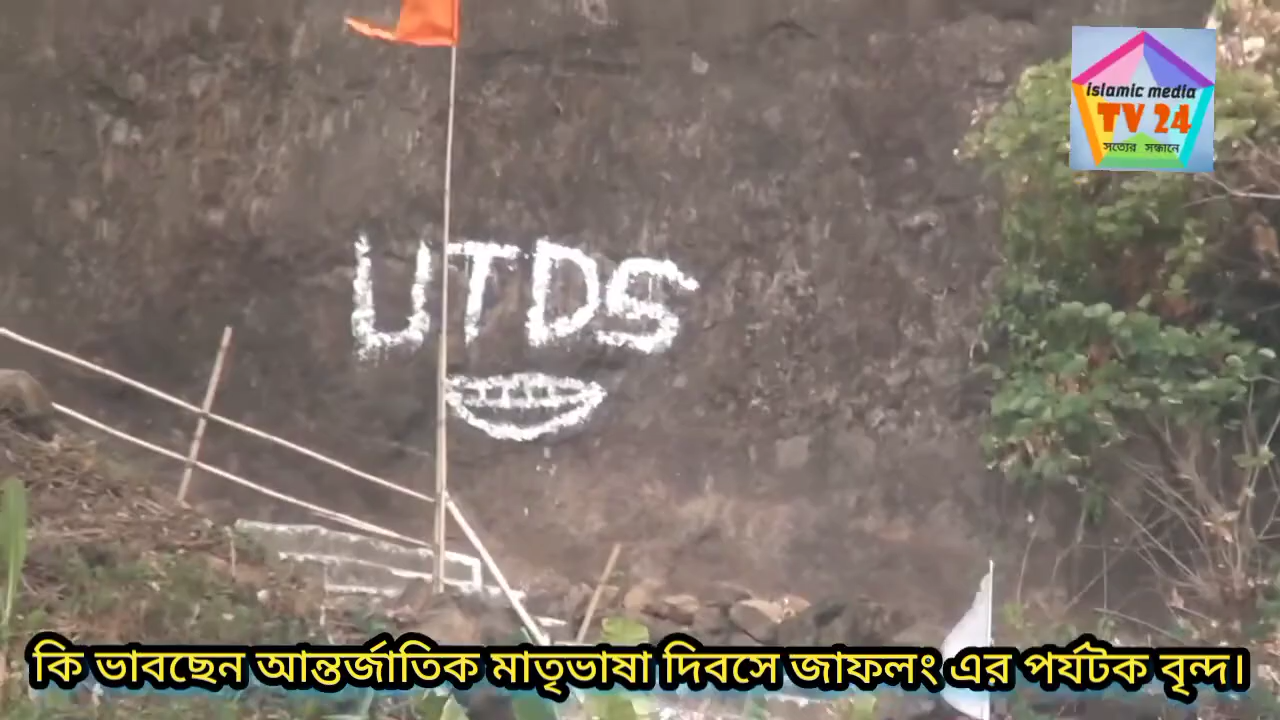 islamic media
TV 24
সত্যের সন্ধানে
UTDS
কি ভাবছেন আন্তর্জাতিক মাতৃভাষা দিবসে জাফলং এর পর্যটক বৃন্দ।